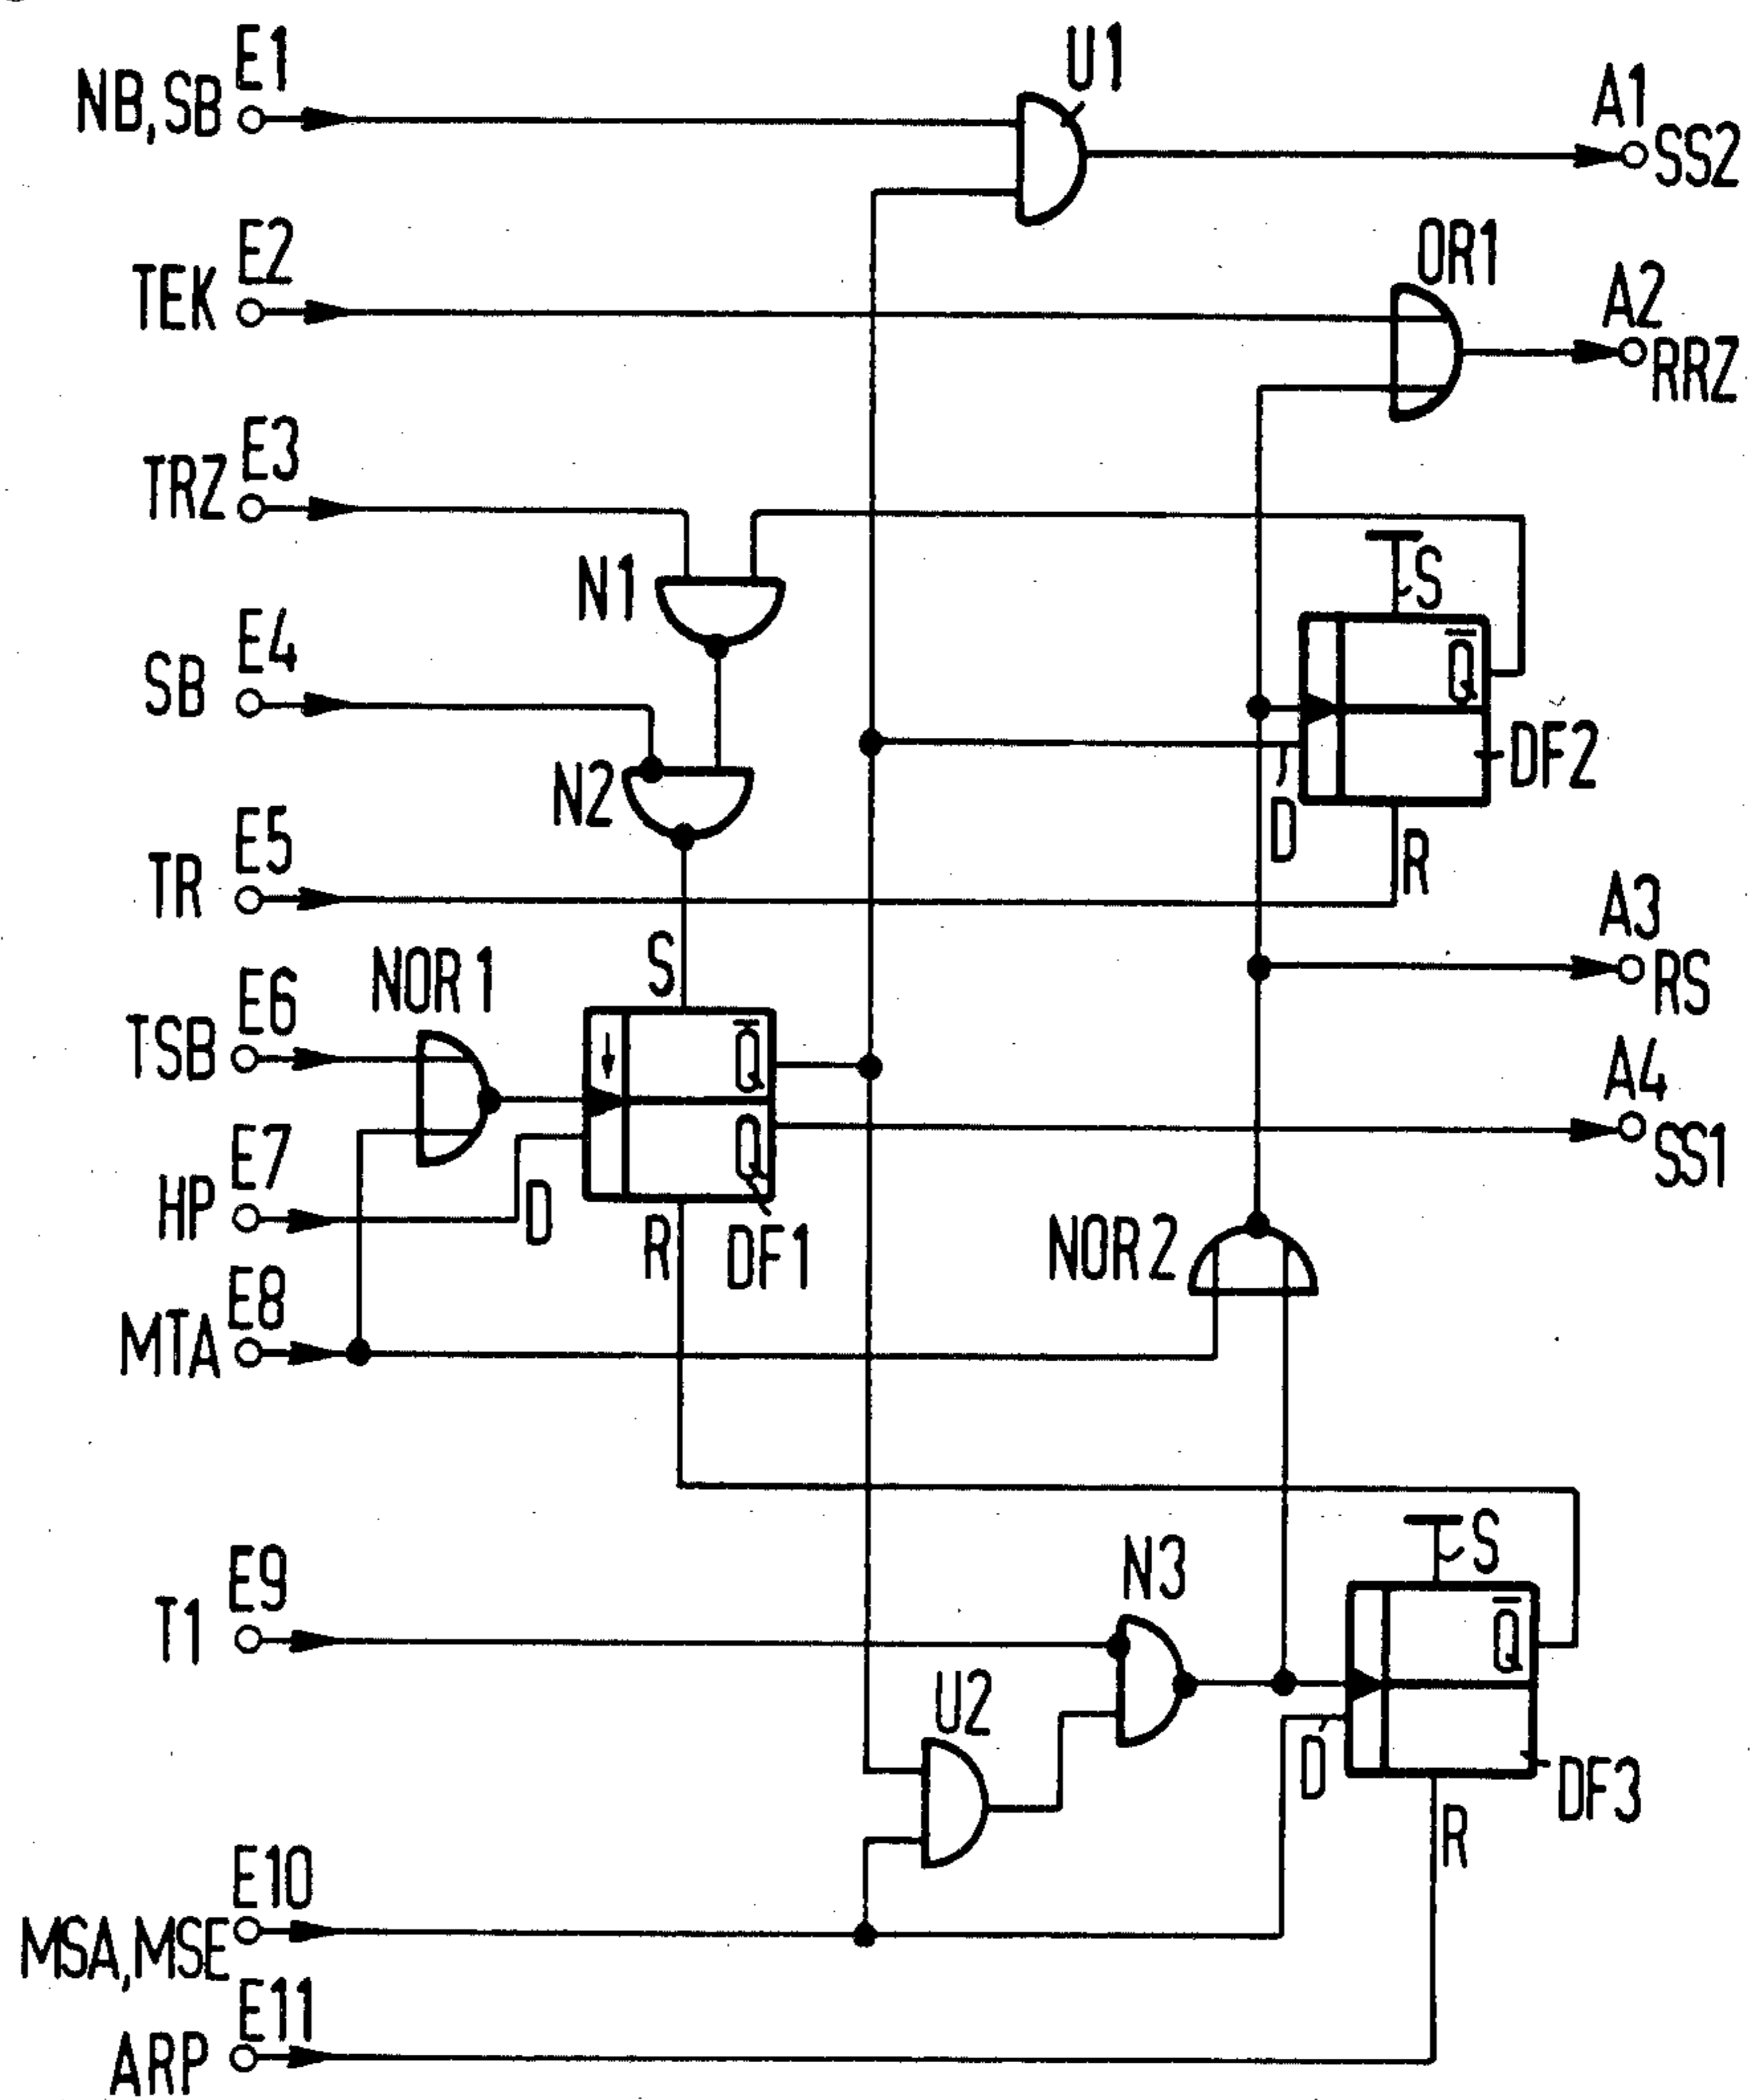 E1
NB,SB
U1
A1
SS2
E2
TEK
OR1
A2
RRZ
E3
TRZ
N1
S
E4
SB
Q̅
DF2
N2
D
R
E5
TR
A3
RS
S
NOR 1
E6
TSB
Q̅
A4
SS1
Q
E7
HP
D
R
DF1
NOR 2
E8
MTA
S
N3
E9
T1
Q̅
U2
D
DF3
R
E10
MSA,MSE
E11
ARP